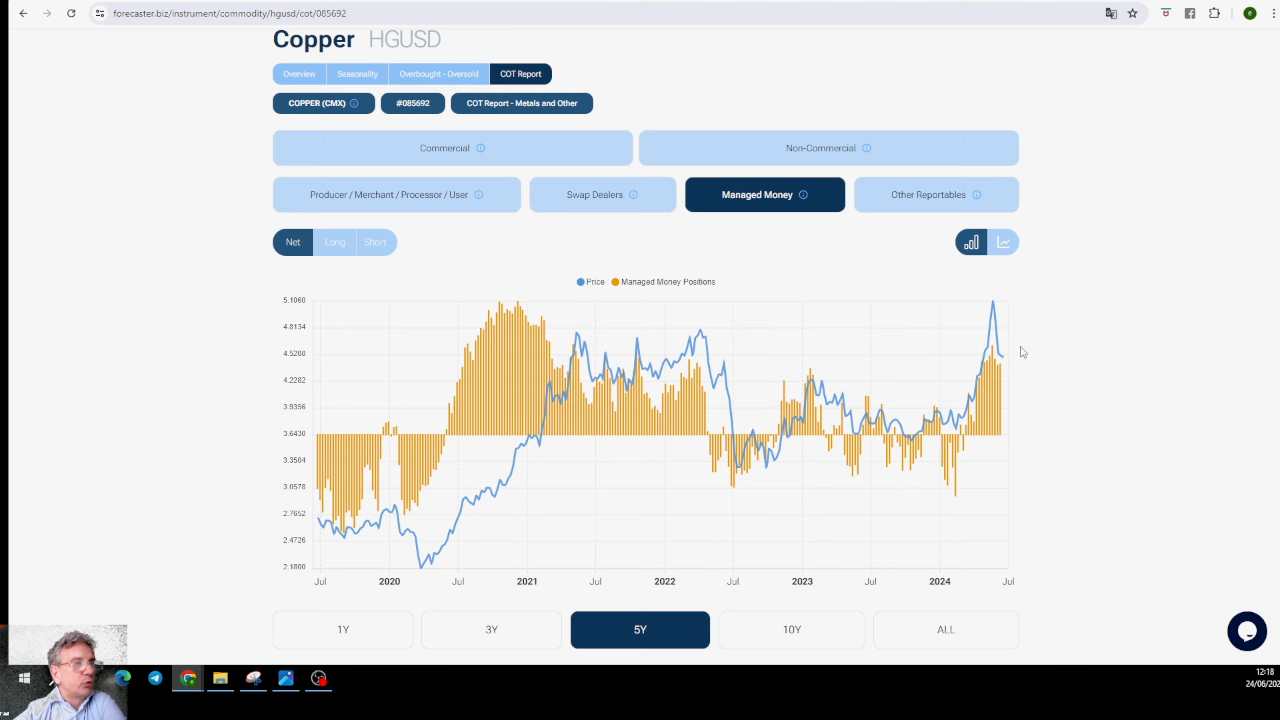 forecaster.biz/instrument/commodity/hgusd/cot/085692
Copper HGUSD
Overview Seasonality Overbought - Oversold COT Report
COPPER (CMX) #085692 COT Report - Metals and Other
Commercial Non-Commercial
Producer / Merchant / Processor / User Swap Dealers Managed Money Other Reportables
Net Long Short
Price Managed Money Positions
5.1060
4.8134
4.5208
4.2282
3.9356
3.6430
3.3504
3.0578
2.7652
2.4726
2.1800
Jul 2020 Jul 2021 Jul 2022 Jul 2023 Jul 2024 Jul
1Y 3Y 5Y 10Y ALL
12:18
24/06/202